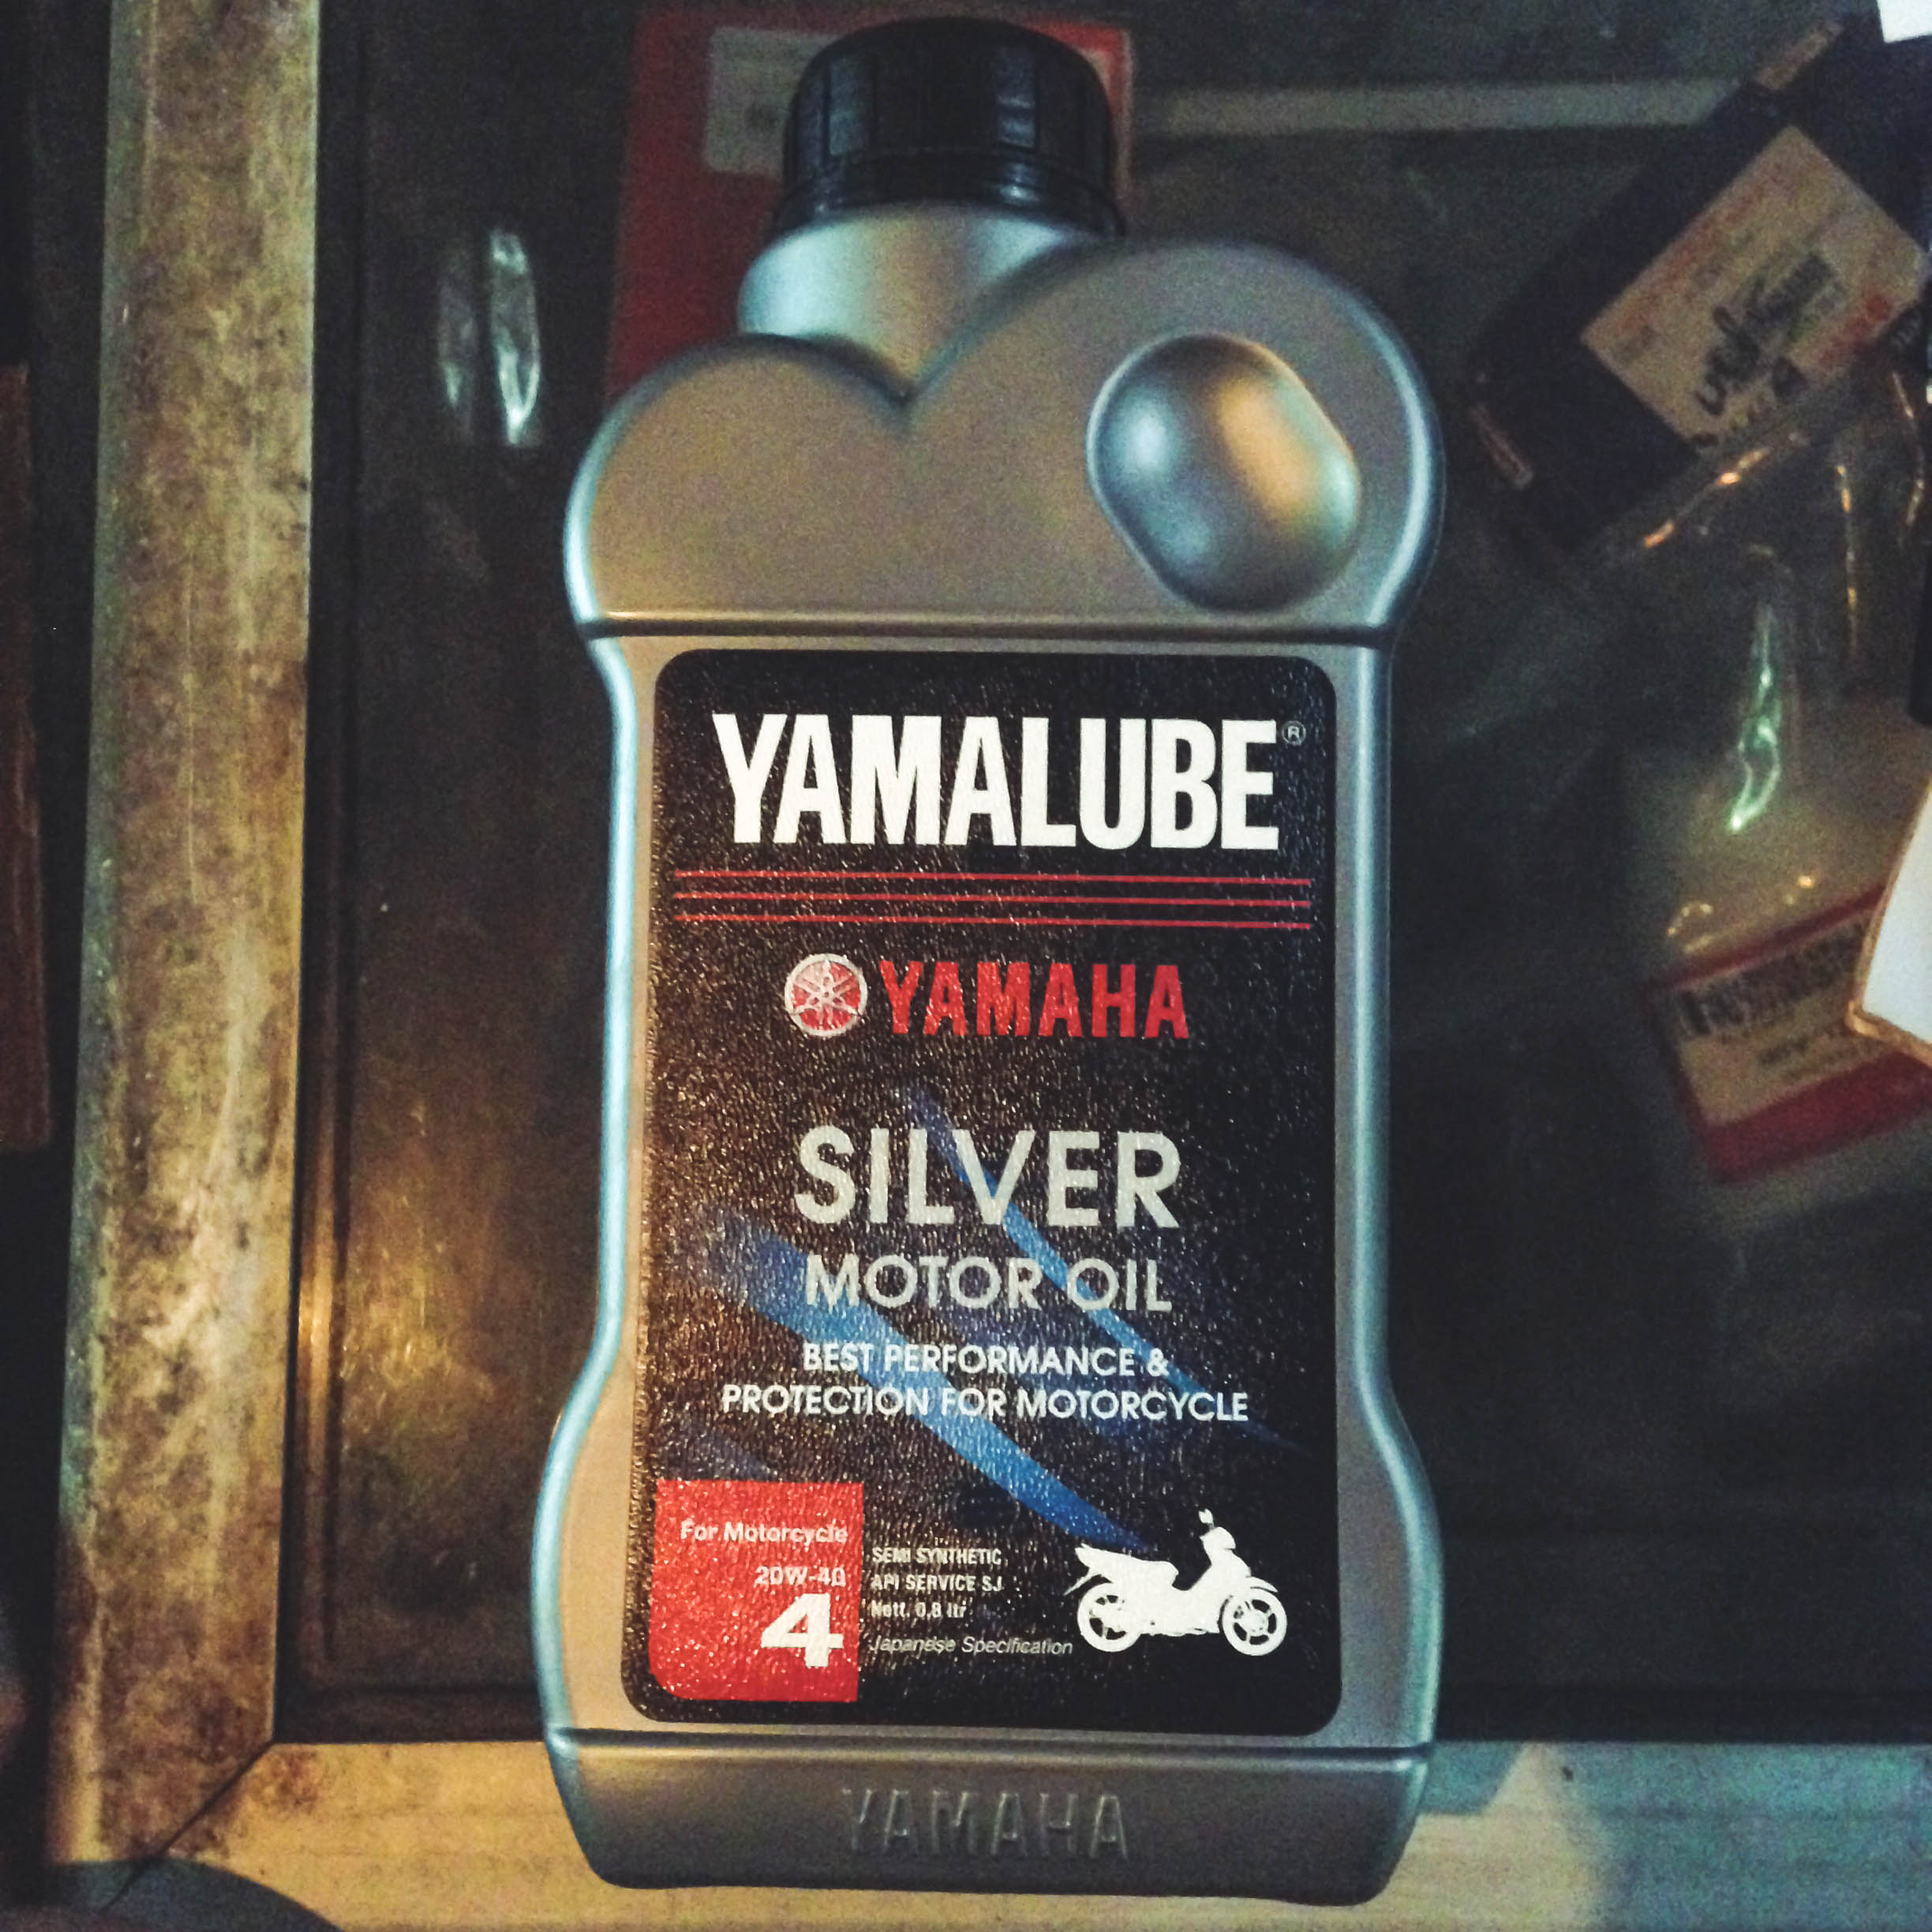 YAMALUBE®
YAMAHA
SILVER
MOTOR OIL
BEST PERFORMANCE &
PROTECTION FOR MOTORCYCLE
For Motorcycle
20W-40
4
SEMI SYNTHETIC
API SERVICE SJ
Nett. 0,8 ltr
Japanese Specification
YAMAHA